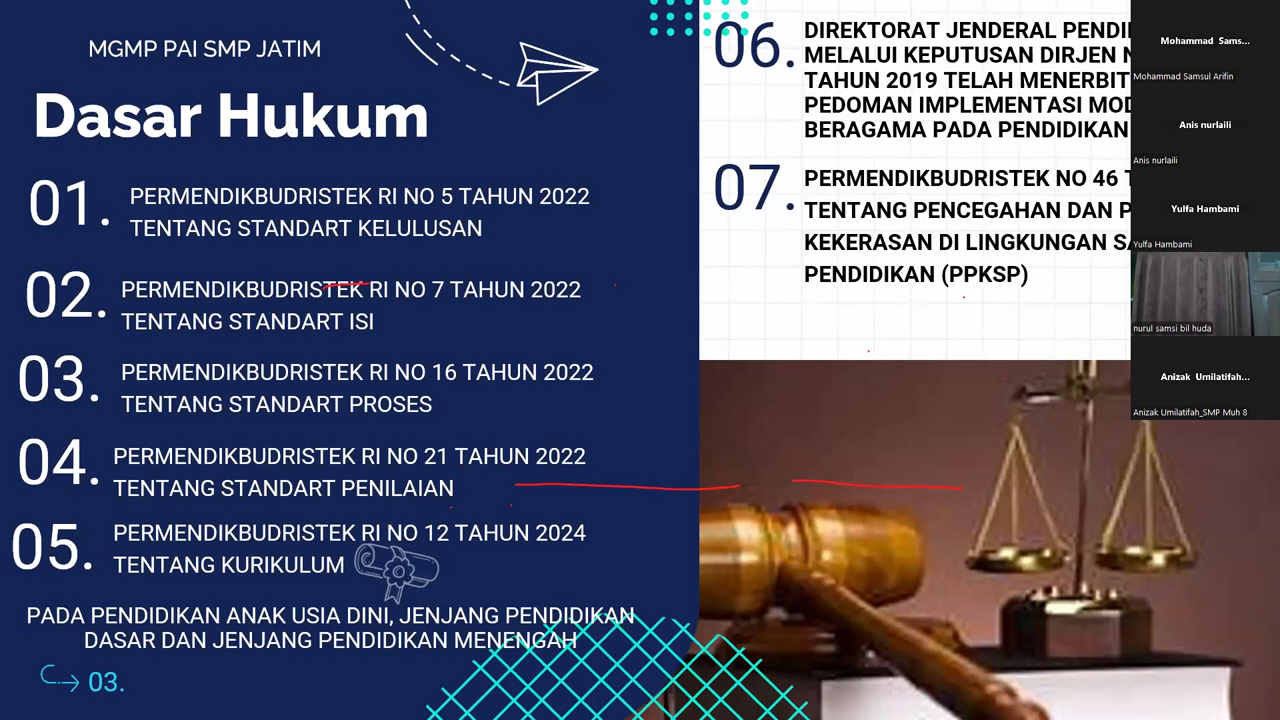 MGMP PAI SMP JATIM
Dasar Hukum
01. PERMENDIKBUDRISTEK RI NO 5 TAHUN 2022
TENTANG STANDART KELULUSAN
02. PERMENDIKBUDRISTEK RI NO 7 TAHUN 2022
TENTANG STANDART ISI
03. PERMENDIKBUDRISTEK RI NO 16 TAHUN 2022
TENTANG STANDART PROSES
04. PERMENDIKBUDRISTEK RI NO 21 TAHUN 2022
TENTANG STANDART PENILAIAN
05. PERMENDIKBUDRISTEK RI NO 12 TAHUN 2024
TENTANG KURIKULUM
PADA PENDIDIKAN ANAK USIA DINI, JENJANG PENDIDIKAN
DASAR DAN JENJANG PENDIDIKAN MENENGAH
03.
06. DIREKTORAT JENDERAL PENDI
MELALUI KEPUTUSAN DIRJEN
TAHUN 2019 TELAH MENERBIT
PEDOMAN IMPLEMENTASI MOD
BERAGAMA PADA PENDIDIKAN
07. PERMENDIKBUDRISTEK NO 46
TENTANG PENCEGAHAN DAN
KEKERASAN DI LINGKUNGAN
PENDIDIKAN (PPKSP)
Mohammad Sams...
Mohammad Samsul Arifin
Anis nurlaili
Anis nurlaili
Yulfa Hambami
Yulfa Hambami
nurul samsi bil huda
Anizak Umilatifah...
Anizak Umilatifah_SMP Muh 8